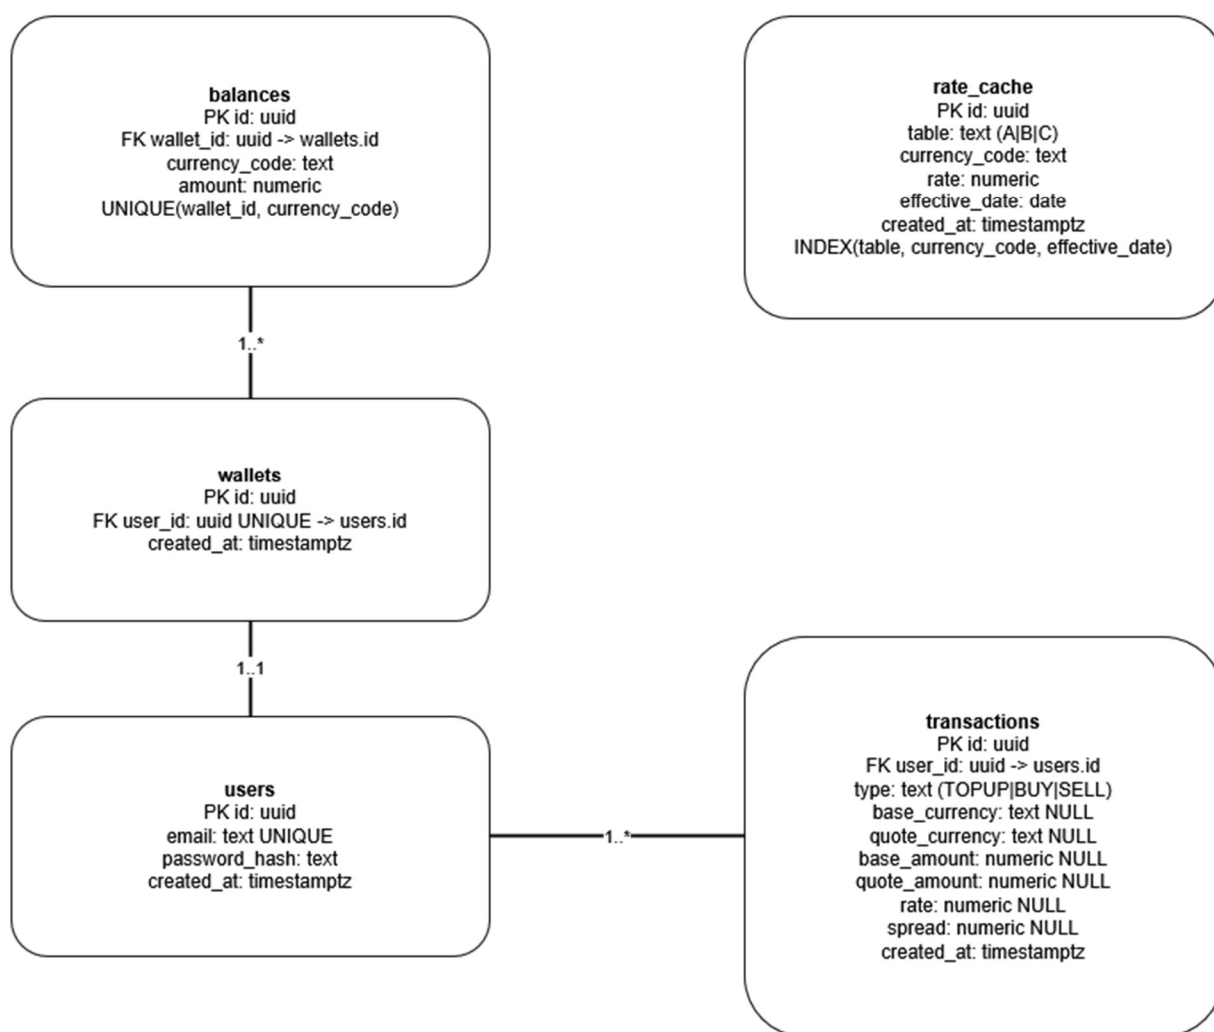 balances
PK id: uuid
FK wallet_id: uuid -> wallets.id
currency_code: text
amount: numeric
UNIQUE(wallet_id, currency_code)
rate_cache
PK id: uuid
table: text (A|B|C)
currency_code: text
rate: numeric
effective_date: date
created_at: timestamptz
INDEX(table, currency_code, effective_date)
1..*
wallets
PK id: uuid
FK user_id: uuid UNIQUE -> users.id
created_at: timestamptz
1..1
users
PK id: uuid
email: text UNIQUE
password_hash: text
created_at: timestamptz
1..*
transactions
PK id: uuid
FK user_id: uuid -> users.id
type: text (TOPUP|BUY|SELL)
base_currency: text NULL
quote_currency: text NULL
base_amount: numeric NULL
quote_amount: numeric NULL
rate: numeric NULL
spread: numeric NULL
created_at: timestamptz